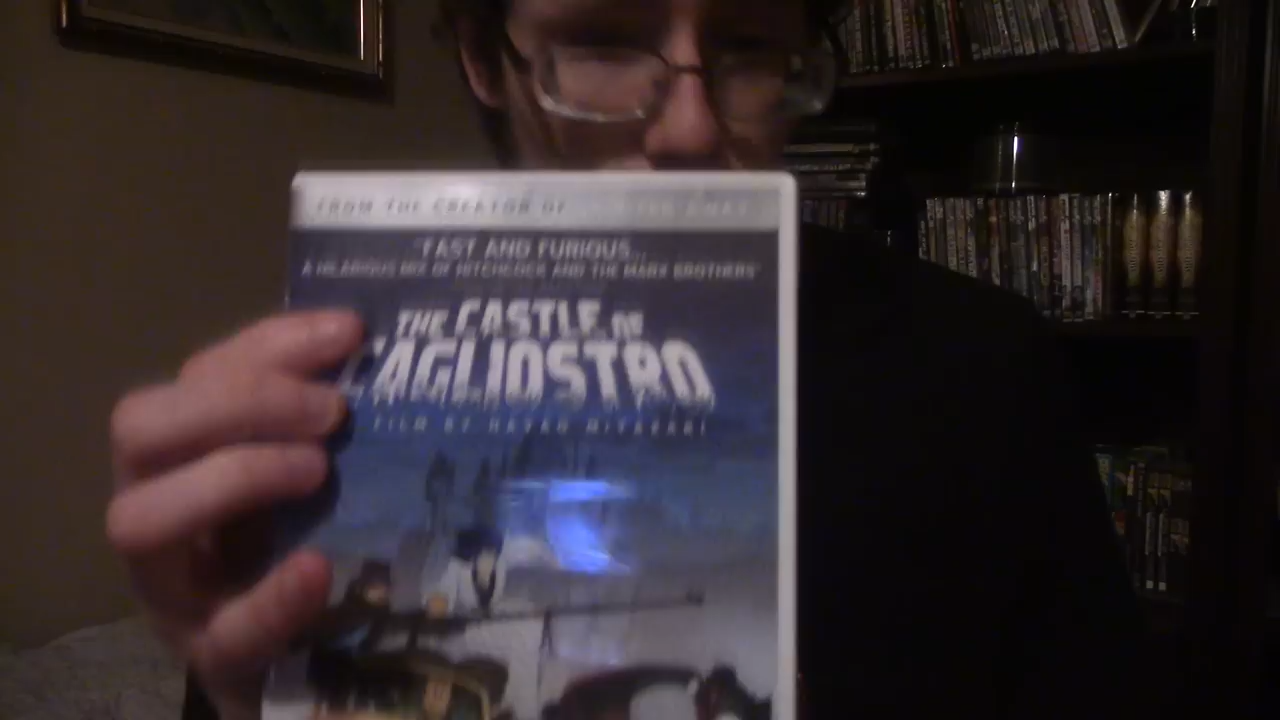 FROM THE CREATOR OF
"FAST AND FURIOUS...
A HILARIOUS MIX OF HITCHCOCK AND THE MARX BROTHERS"
THE CASTLE OF
CAGLIOSTRO
A FILM BY HAYAO MIYAZAKI